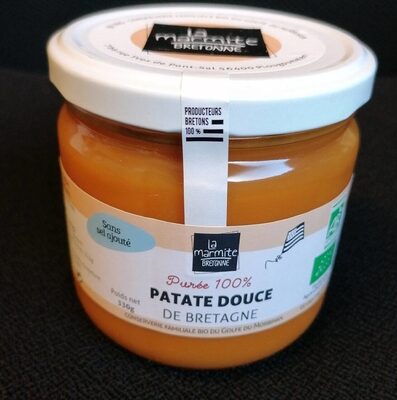 la
marmite
BRETONNE
PRODUCTEURS
BRETONS
100 %
Sans
sel ajouté
la
marmite
BRETONNE
Purée 100%
PATATE DOUCE
DE BRETAGNE
Poids net
330g
CONSERVERIE FAMILIALE BIO DU GOLFE DU MORBIHAN